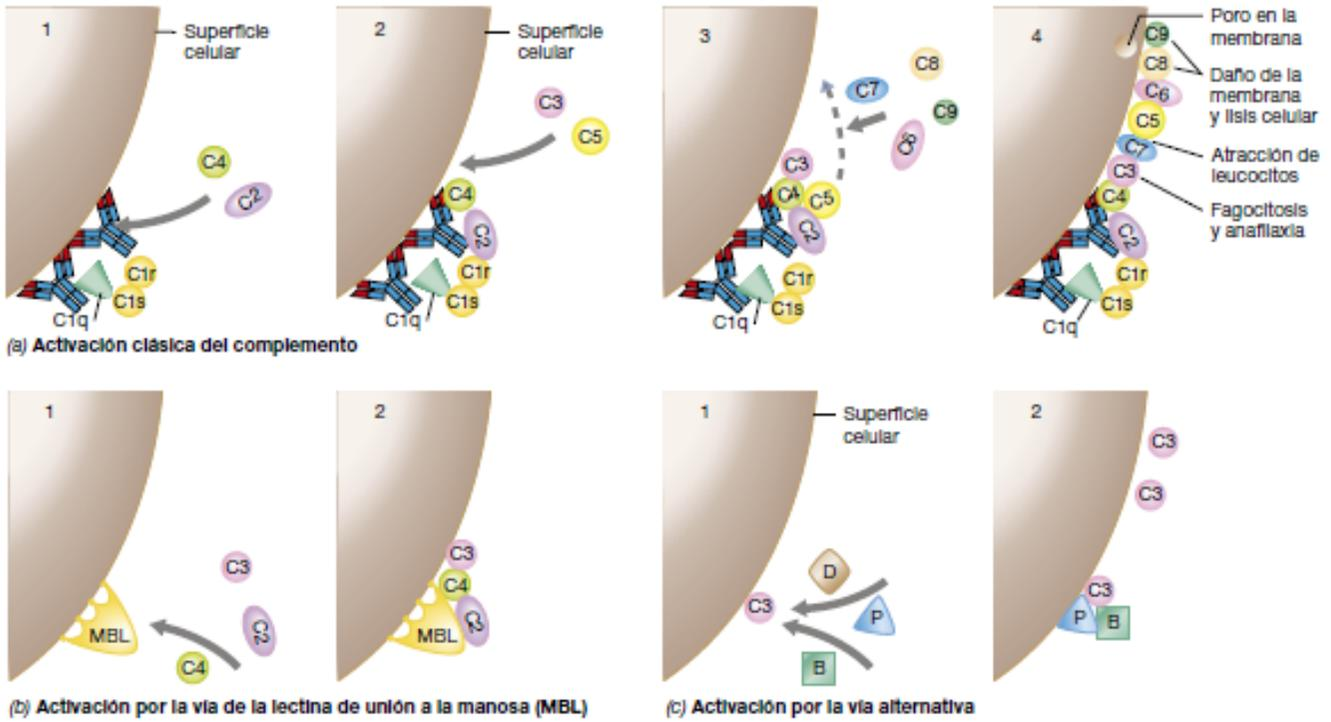 1
Superficie
celular
C4
C2
C1r
C1s
C1q
2
Superficie
celular
C3
C5
C4
C2
C1r
C1s
C1q
3
C8
C7
C9
C6
C3
C4
C5
C2
C1r
C1s
C1q
4
Poro en la
membrana
C9
C8
C6
Daño de la
membrana
y lisis celular
C5
C7
Atracción de
leucocitos
C3
C4
Fagocitosis
y anafilaxia
C2
C1r
C1s
C1q
(a) Activación clásica del complemento
1
C3
MBL
C2
C4
2
C3
C4
MBL
C2
1
Superficie
celular
D
C3
P
B
2
C3
C3
C3
P
B
(b) Activación por la vía de la lectina de unión a la manosa (MBL)
(c) Activación por la vía alternativa